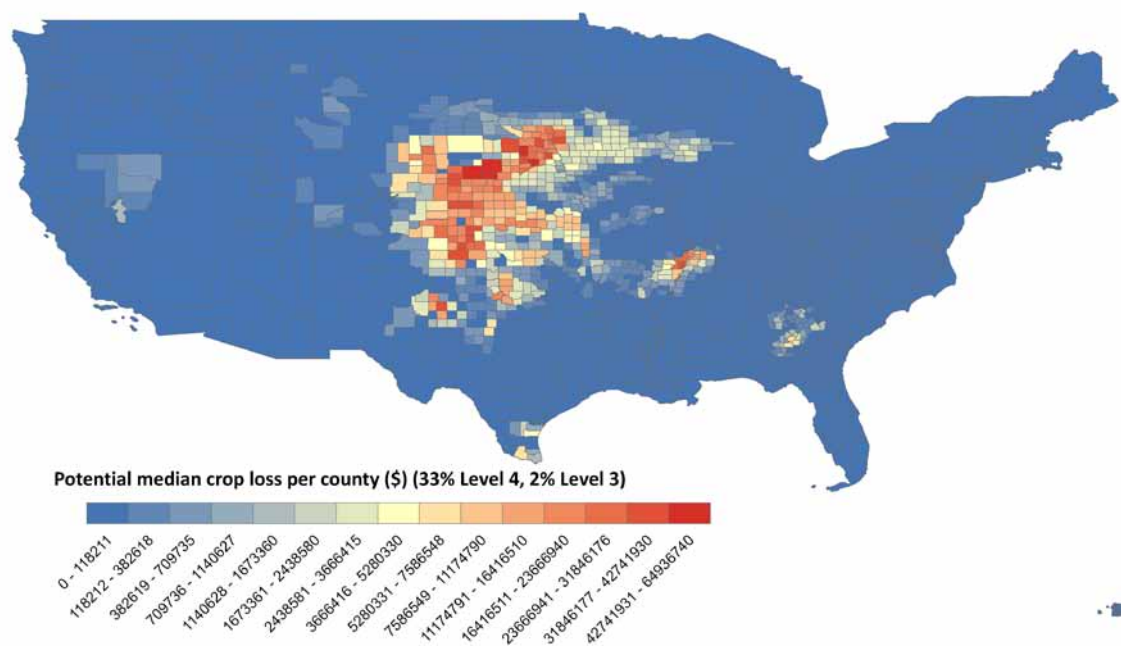 Potential median crop loss per county ($) (33% Level 4, 2% Level 3)
0 - 118211
118212 - 382618
382619 - 709735
709736 - 1140627
1140628 - 1673360
1673361 - 2438580
2438581 - 3666415
3666416 - 5280330
5280331 - 7586548
7586549 - 11174790
11174791 - 16416510
16416511 - 23666940
23666941 - 31846176
31846177 - 42741930
42741931 - 64936740